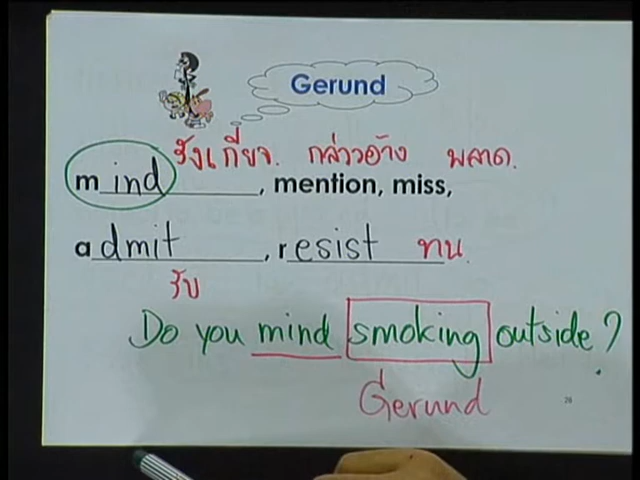 Gerund
รังเกียจ. กล่าวอ้าง พลาด.
mind, mention, miss,
admit, resist ทน
รับ
Do you mind smoking outside?
Gerund
26